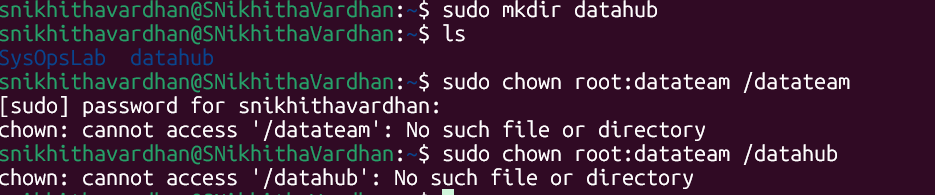 snikhithavardhan@SNikhithaVardhan:~$ sudo mkdir datahub
snikhithavardhan@SNikhithaVardhan:~$ ls
SysOpsLab  datahub
snikhithavardhan@SNikhithaVardhan:~$ sudo chown root:datateam /datateam
[sudo] password for snikhithavardhan:
chown: cannot access '/datateam': No such file or directory
snikhithavardhan@SNikhithaVardhan:~$ sudo chown root:datateam /datahub
chown: cannot access '/datahub': No such file or directory
snikhithavardhan@SNikhithaVardhan:~$